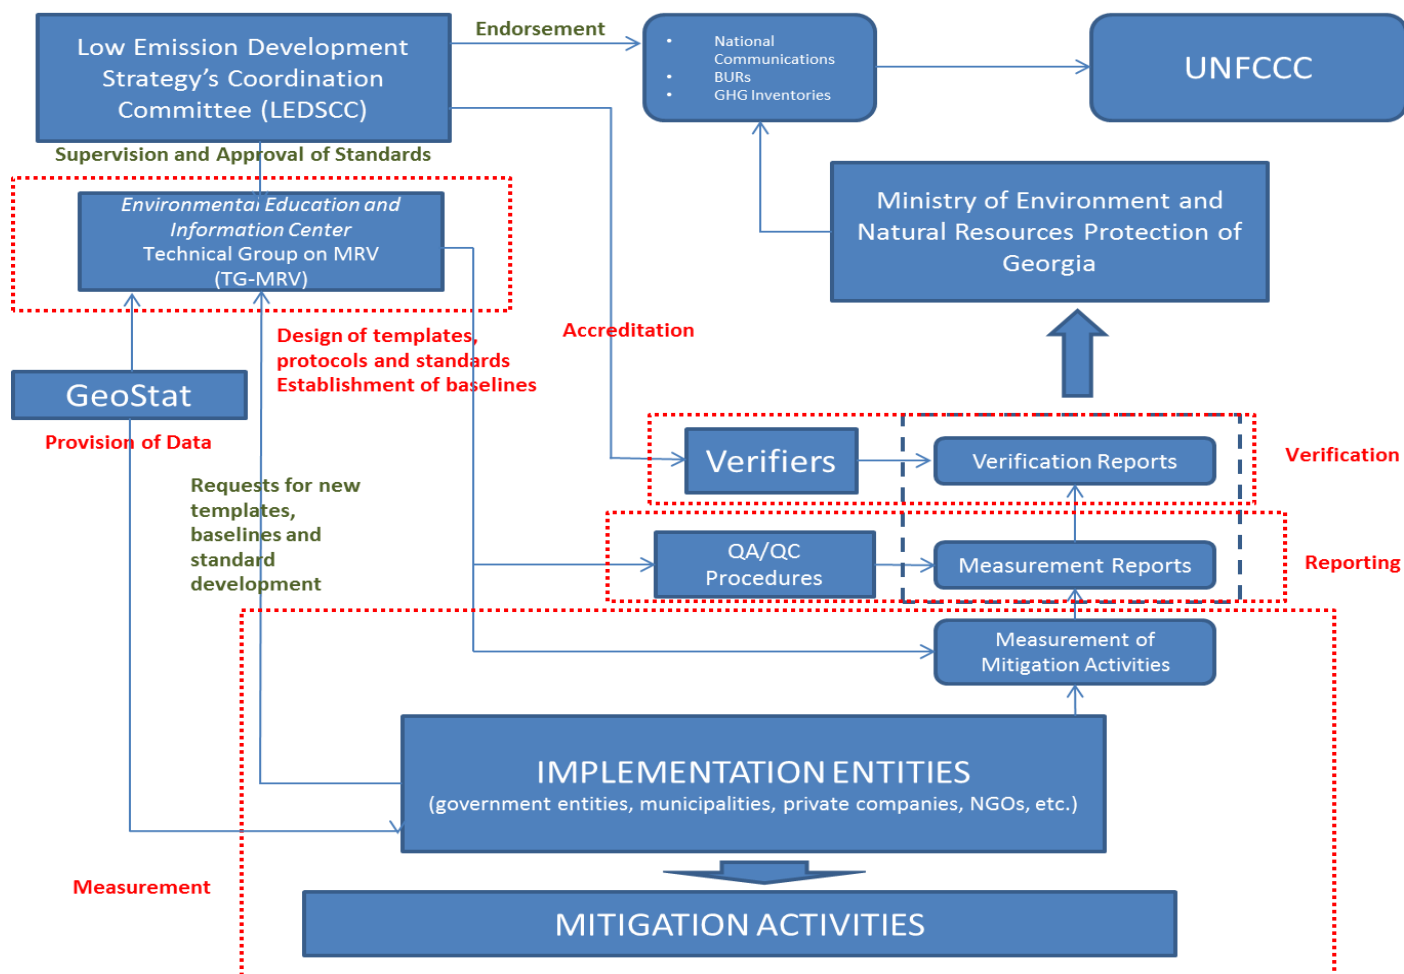 Low Emission Development
Strategy's Coordination
Committee (LEDSCC)
Endorsement
• National
Communications
• BURs
• GHG Inventories
UNFCCC
Supervision and Approval of Standards
Environmental Education and
Information Center
Technical Group on MRV
(TG-MRV)
Ministry of Environment and
Natural Resources Protection of
Georgia
Design of templates,
protocols and standards
Establishment of baselines
Accreditation
GeoStat
Provision of Data
Requests for new
templates,
baselines and
standard
development
Verifiers
Verification Reports
Verification
QA/QC
Procedures
Measurement Reports
Reporting
Measurement of
Mitigation Activities
IMPLEMENTATION ENTITIES
(government entities, municipalities, private companies, NGOs, etc.)
Measurement
MITIGATION ACTIVITIES